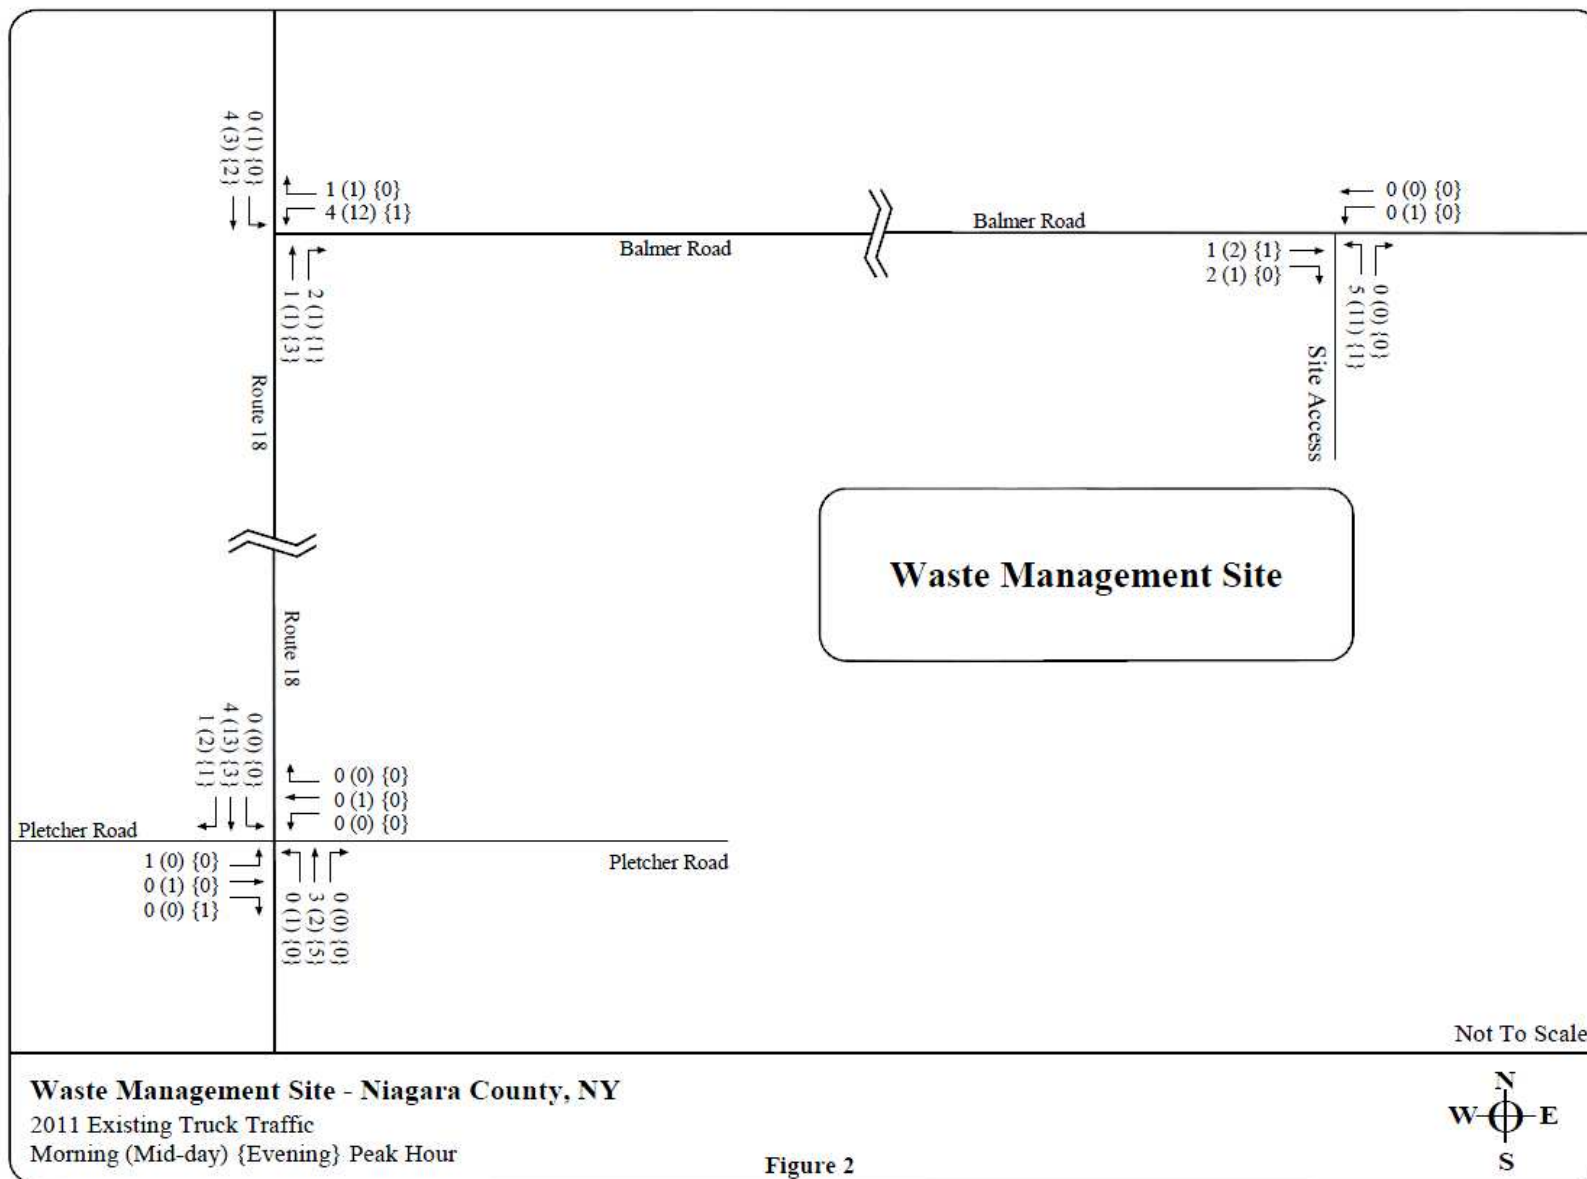 0 (1) {0}
4 (3) {2}
1 (1) {0}
4 (12) {1}
Balmer Road
2 (1) {1}
1 (1) {3}
Route 18
Balmer Road
0 (0) {0}
0 (1) {0}
1 (2) {1}
2 (1) {0}
0 (0) {0}
5 (11) {1}
Site Access
Waste Management Site
Route 18
0 (0) {0}
4 (13) {3}
1 (2) {1}
0 (0) {0}
0 (1) {0}
0 (0) {0}
Pletcher Road
1 (0) {0}
0 (1) {0}
0 (0) {1}
0 (0) {0}
3 (2) {5}
0 (1) {0}
Pletcher Road
Not To Scale
Waste Management Site - Niagara County, NY
2011 Existing Truck Traffic
Morning (Mid-day) {Evening} Peak Hour
Figure 2
N
W E
S